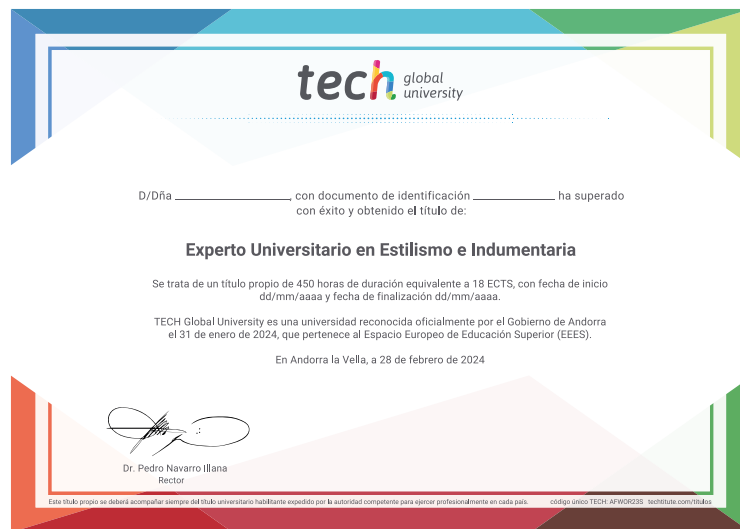 tech global
university
D/Dña ____________________, con documento de identificación ______________ ha superado
con éxito y obtenido el título de:
Experto Universitario en Estilismo e Indumentaria
Se trata de un título propio de 450 horas de duración equivalente a 18 ECTS, con fecha de inicio
dd/mm/aaaa y fecha de finalización dd/mm/aaaa.
TECH Global University es una universidad reconocida oficialmente por el Gobierno de Andorra
el 31 de enero de 2024, que pertenece al Espacio Europeo de Educación Superior (EEES).
En Andorra la Vella, a 28 de febrero de 2024
Dr. Pedro Navarro Illana
Rector
Este título propio se deberá acompañar siempre del título universitario habilitante expedido por la autoridad competente para ejercer profesionalmente en cada país. código único TECH: AFWOR23S techtitute.com/titulos